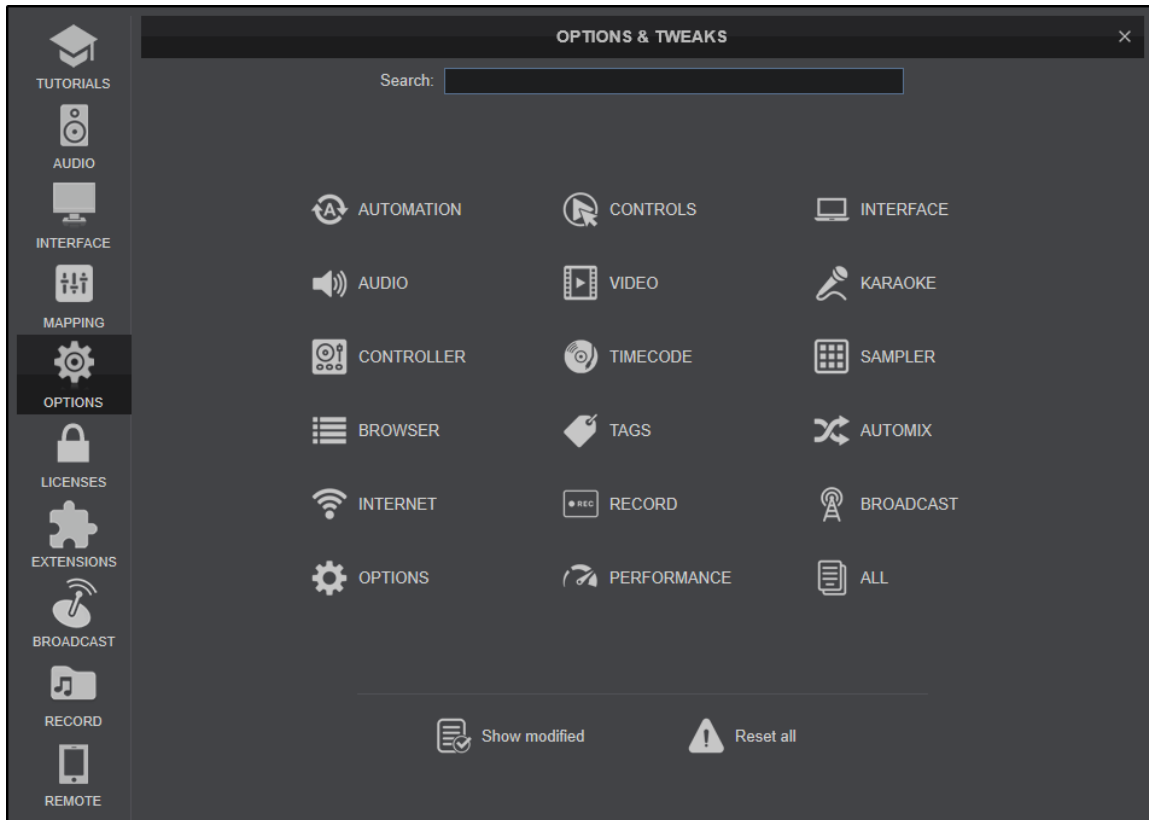 OPTIONS & TWEAKS
×
Search:
TUTORIALS
AUDIO
INTERFACE
MAPPING
OPTIONS
LICENSES
EXTENSIONS
BROADCAST
RECORD
REMOTE
AUTOMATION
CONTROLS
INTERFACE
AUDIO
VIDEO
KARAOKE
CONTROLLER
TIMECODE
SAMPLER
BROWSER
TAGS
AUTOMIX
INTERNET
REC
RECORD
BROADCAST
OPTIONS
PERFORMANCE
ALL
Show modified
Reset all